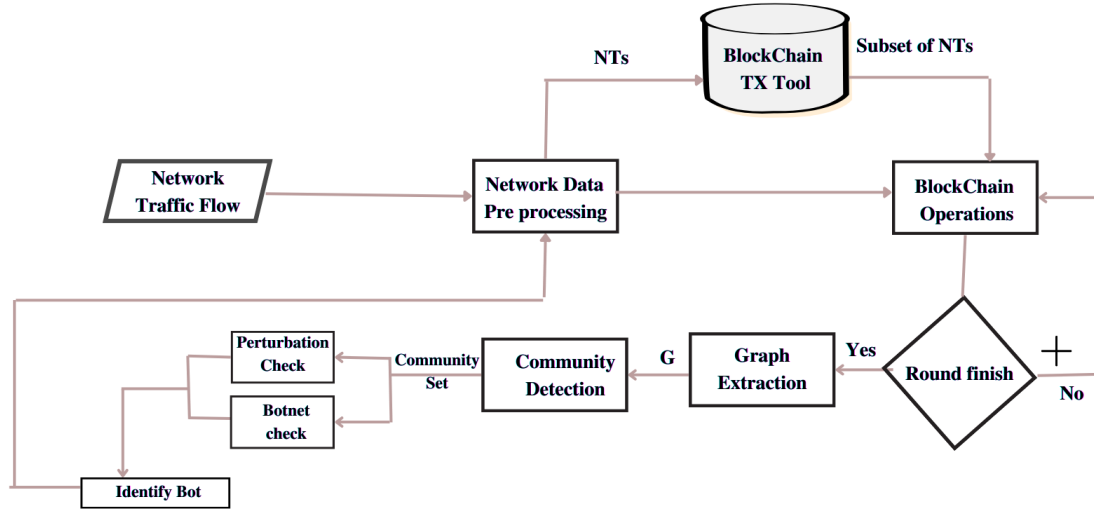 NTs
BlockChain
TX Tool
Subset of NTs
Network
Traffic Flow
Network Data
Pre processing
BlockChain
Operations
Perturbation
Check
Botnet
check
Community
Set
Community
Detection
G
Graph
Extraction
Yes
Round finish
No
Identify Bot